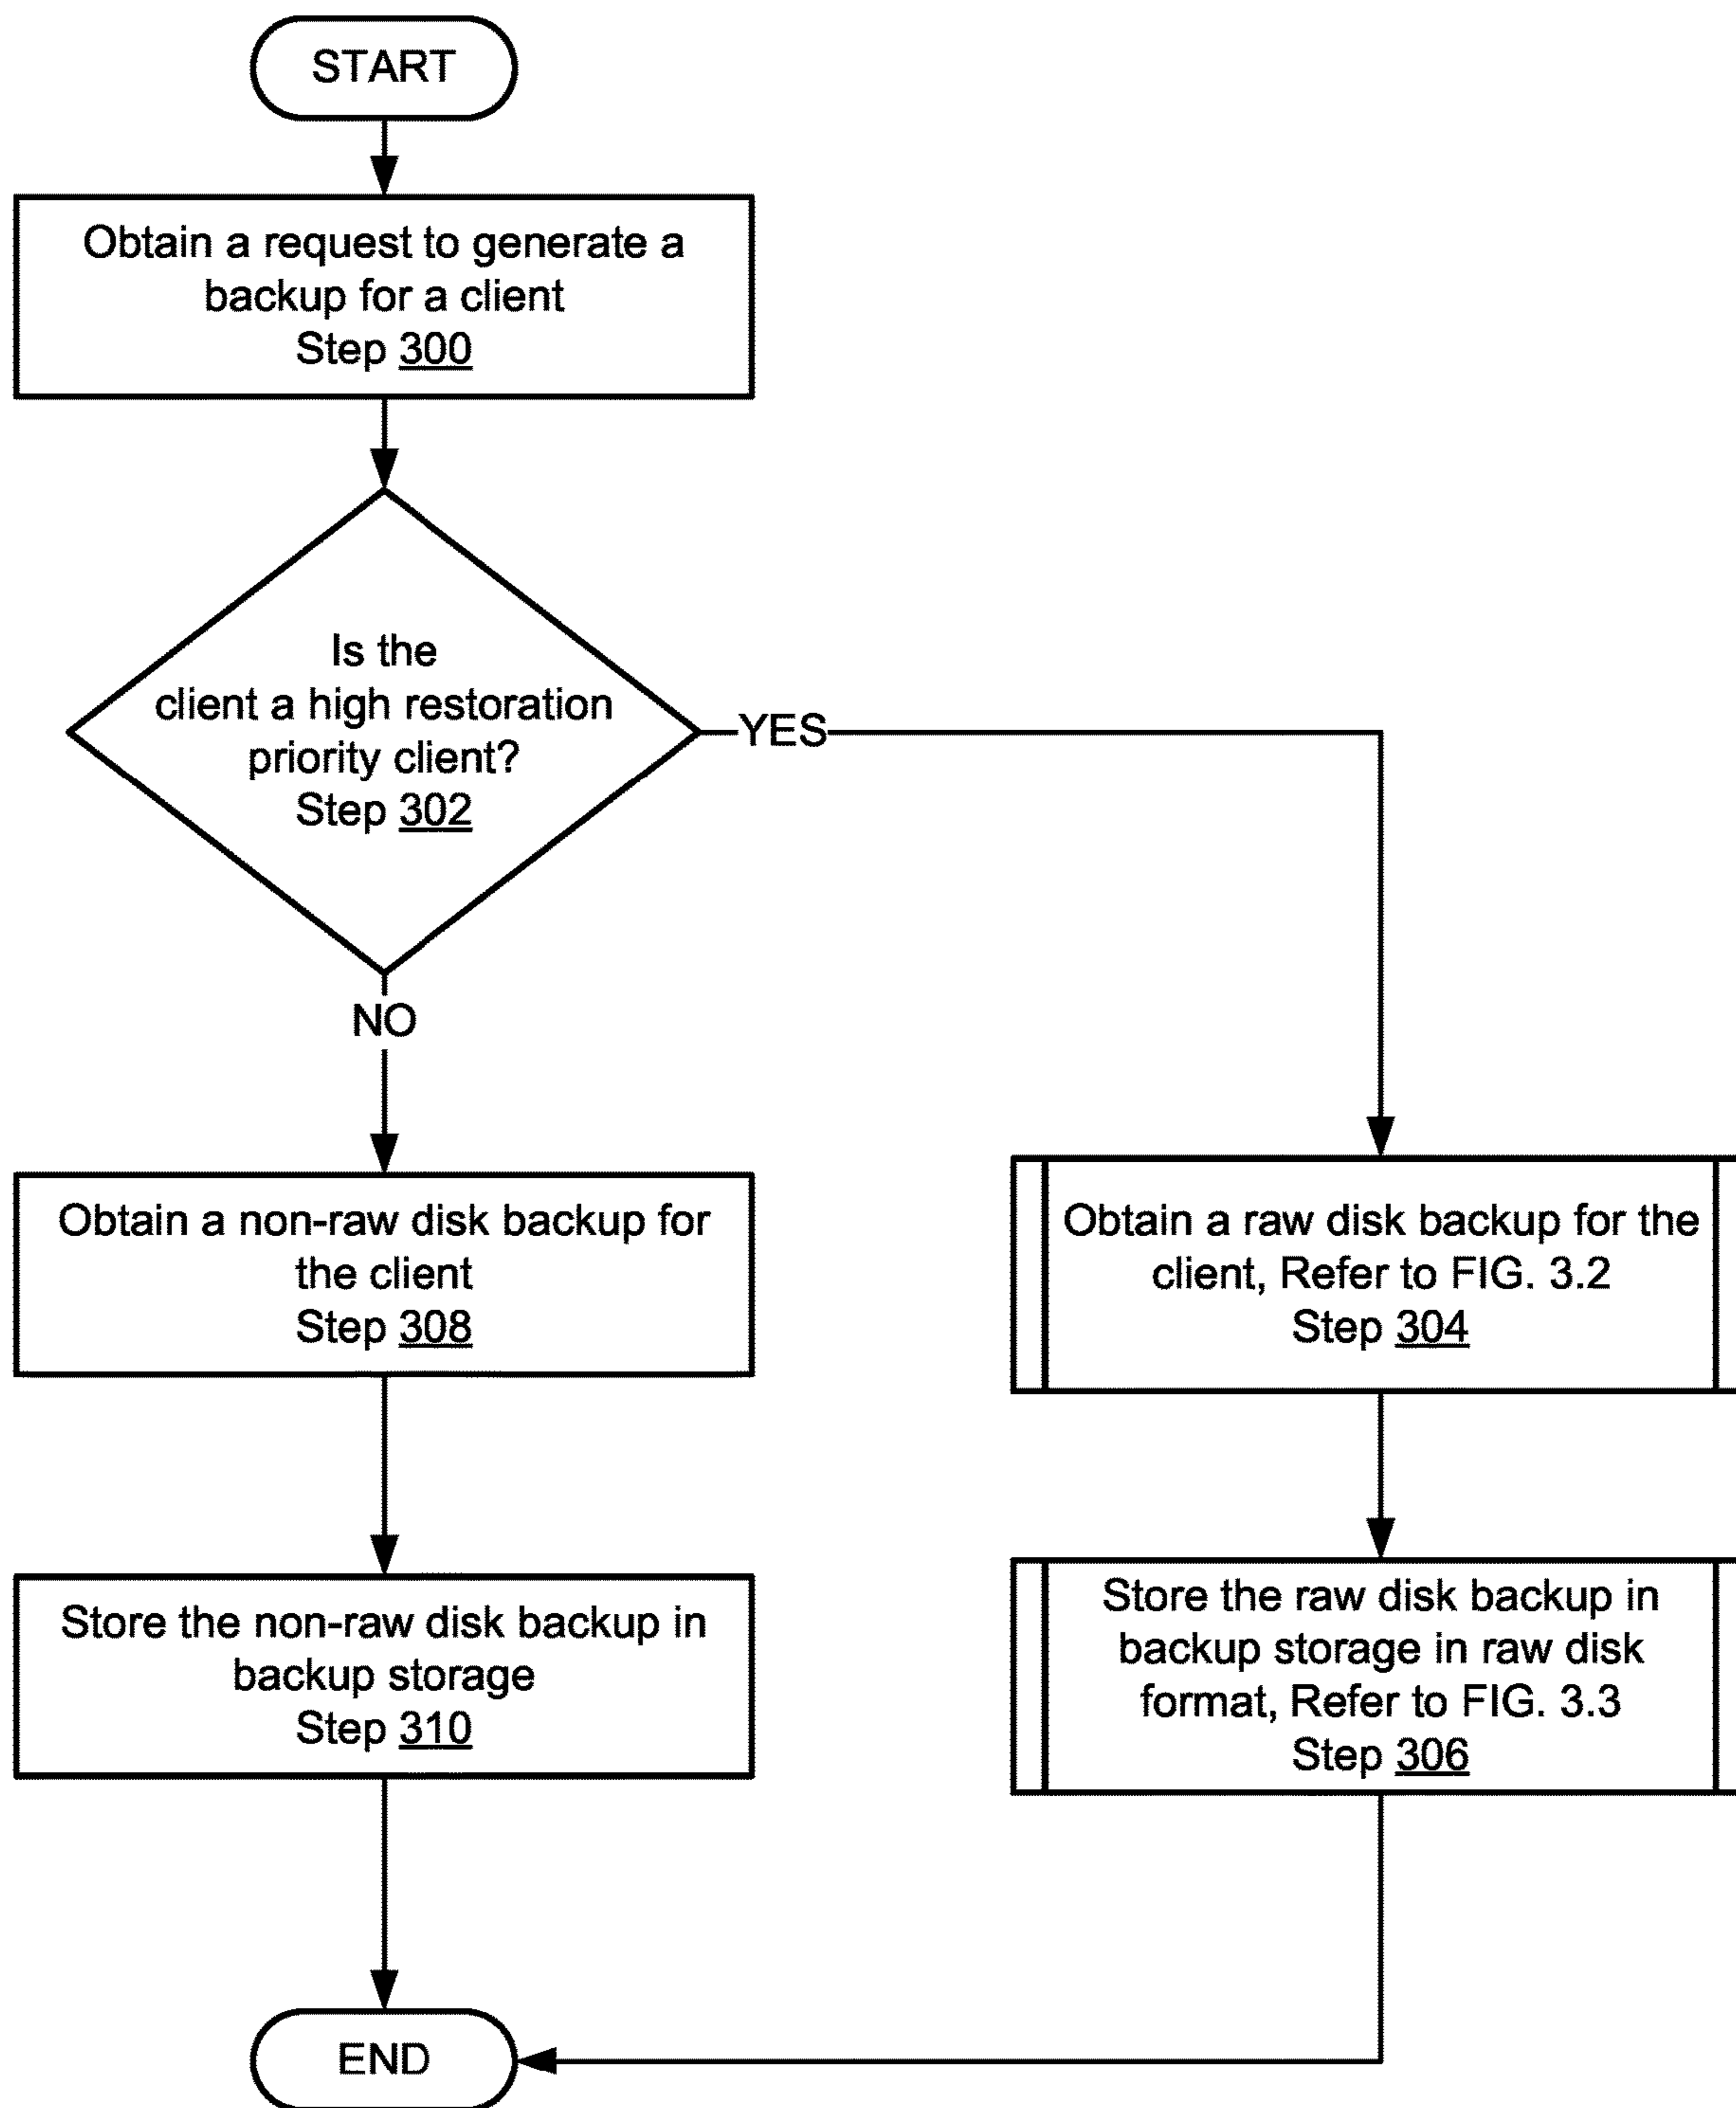 START
Obtain a request to generate a
backup for a client
Step 300
Is the
client a high restoration
priority client?
Step 302
YES
NO
Obtain a non-raw disk backup for
the client
Step 308
Obtain a raw disk backup for the
client, Refer to FIG. 3.2
Step 304
Store the non-raw disk backup in
backup storage
Step 310
Store the raw disk backup in
backup storage in raw disk
format, Refer to FIG. 3.3
Step 306
END